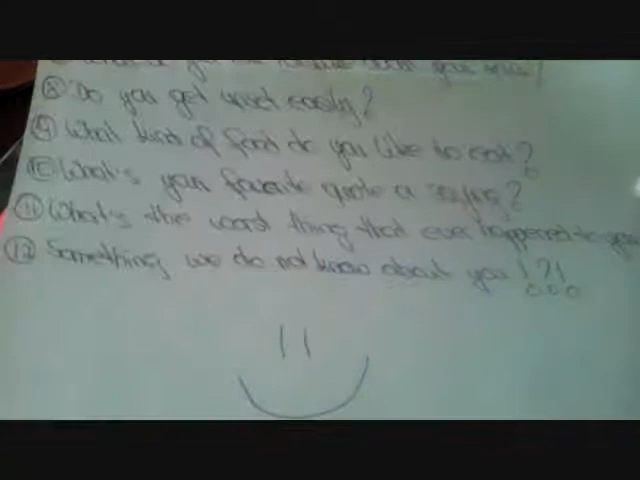 ⑧ Do you get upset easily?
⑨ What kind of food do you like to eat?
⑩ What's your favorite quote or saying?
⑪ What's the worst thing that ever happened to you
⑫ Something we do not know about you!?!